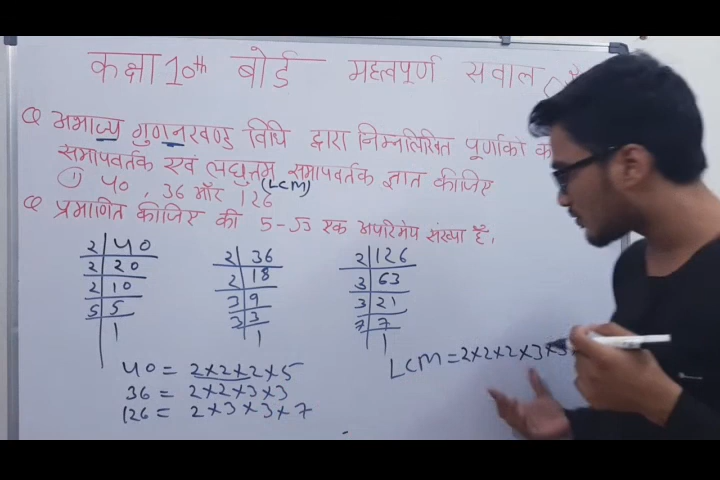 कक्षा 10th बोर्ड महत्वपूर्ण सवाल
Q अभाज्य गुणनखण्ड विधि द्वारा निम्नलिखित पूर्णाकों क
समापवर्तक एवं लघुत्तम समापवर्तक ज्ञात कीजिए
(LCM)
① 40 , 36 और 126
Q प्रमाणित कीजिए की 5-√3 एक अपरिमेय संख्या है.
2 40
2 20
2 10
5 5
1
2 36
2 18
3 9
3 3
1
2 126
3 63
3 21
7 7
1
40 = 2×2×2×5
36 = 2×2×3×3
126 = 2×3×3×7
LCM = 2×2×2×3×3